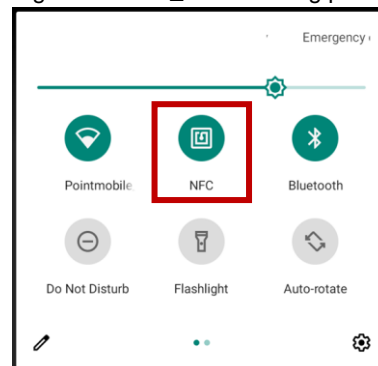 Emergency
Pointmobile
NFC
Bluetooth
Do Not Disturb
Flashlight
Auto-rotate